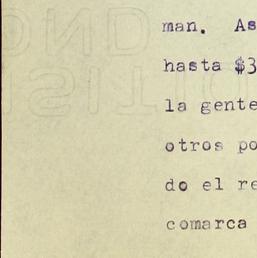 man. As
hasta $3
la gente
otros po
do el re
comarca